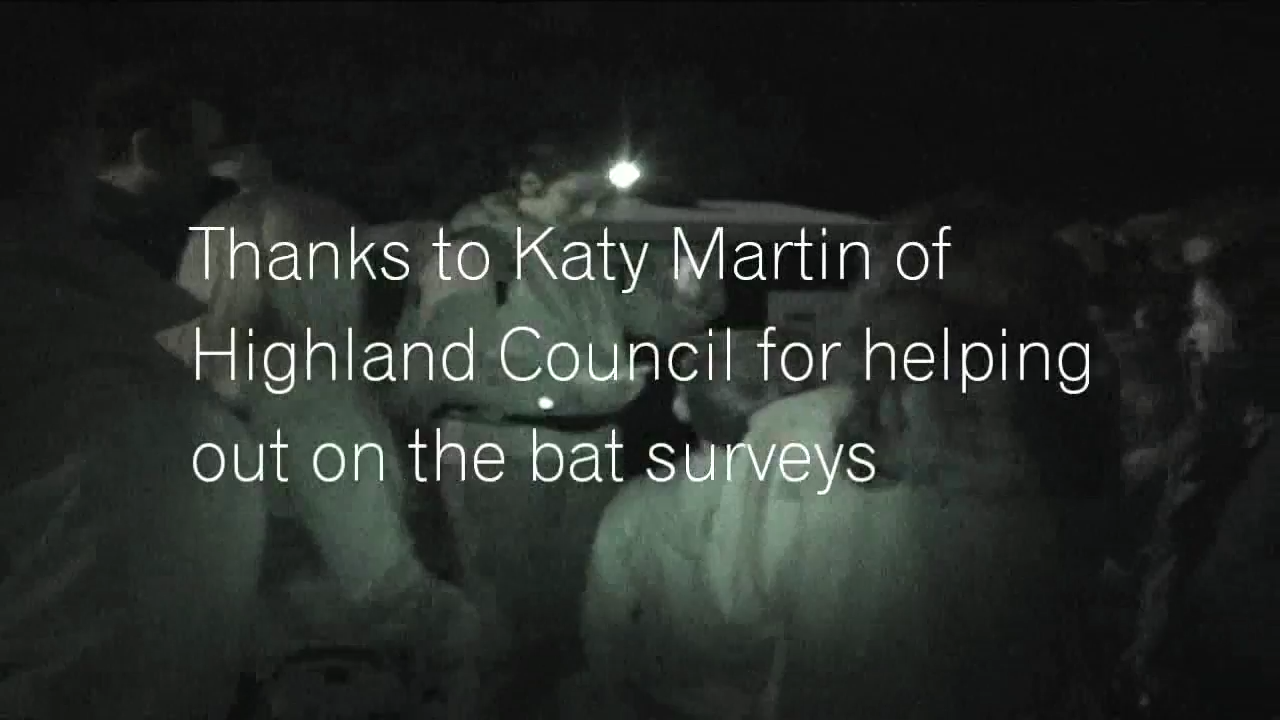 Thanks to Katy Martin of
Highland Council for helping
out on the bat surveys